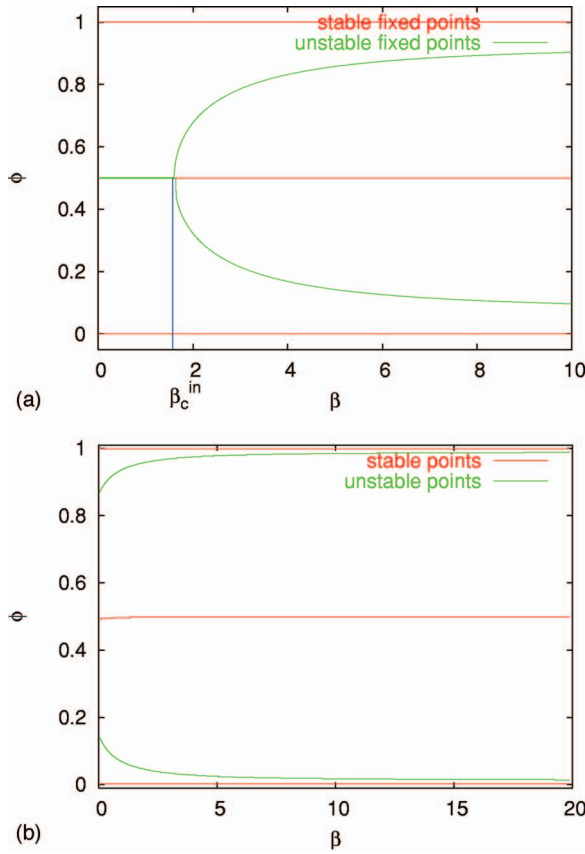 1
stable fixed points
unstable fixed points
0.8
0.6
ϕ
0.4
0.2
0
0 2 4 6 8 10
(a)
β_c^in
β
1
stable points
unstable points
0.8
0.6
ϕ
0.4
0.2
0
0 5 10 15 20
(b)
β